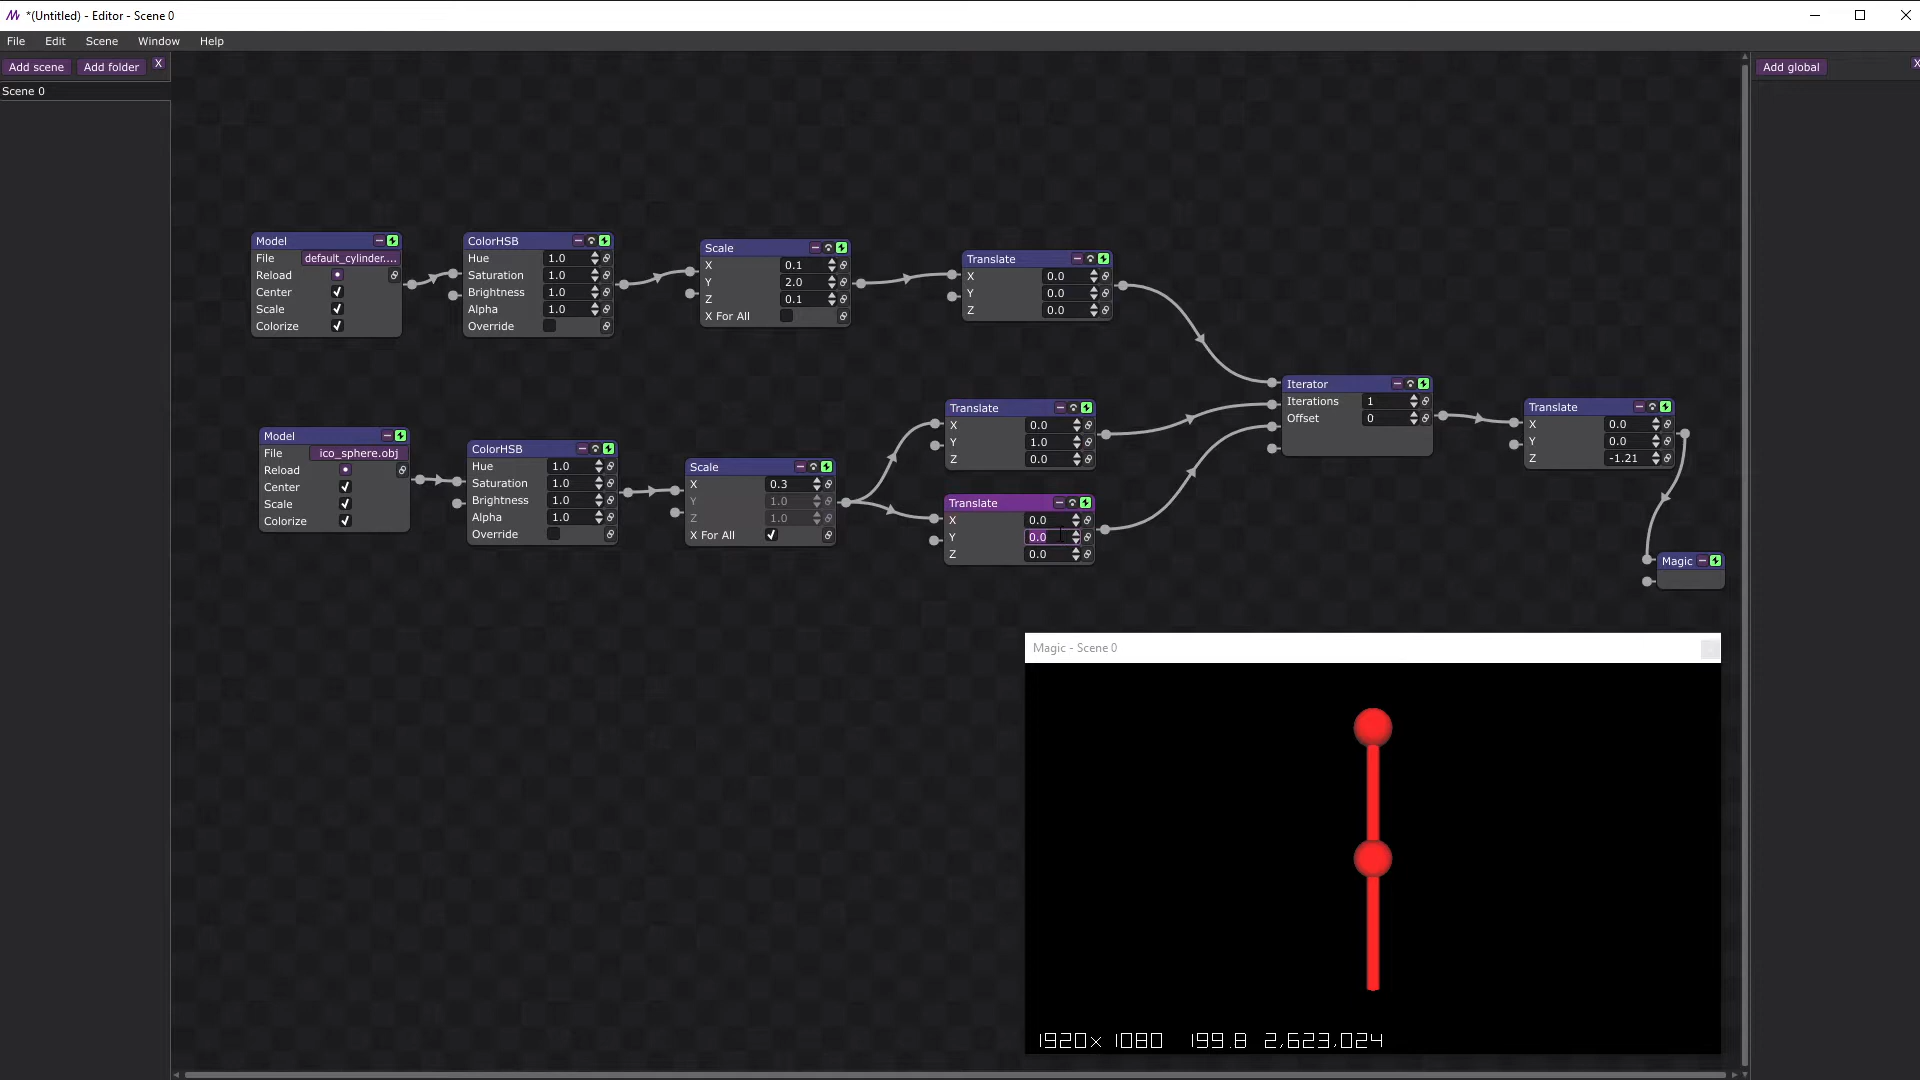 *(Untitled) - Editor - Scene 0
File Edit Scene Window Help
Add scene Add folder X
Scene 0
Add global X
Model
File default_cylinder....
Reload
Center
Scale
Colorize
ColorHSB
Hue 1.0
Saturation 1.0
Brightness 1.0
Alpha 1.0
Override
Scale
X 0.1
Y 2.0
Z 0.1
X For All
Translate
X 0.0
Y 0.0
Z 0.0
Model
File ico_sphere.obj
Reload
Center
Scale
Colorize
ColorHSB
Hue 1.0
Saturation 1.0
Brightness 1.0
Alpha 1.0
Override
Scale
X 0.3
Y 1.0
Z 1.0
X For All
Translate
X 0.0
Y 1.0
Z 0.0
Translate
X 0.0
Y 0.0
Z 0.0
Iterator
Iterations 1
Offset 0
Translate
X 0.0
Y 0.0
Z -1.21
Magic
Magic - Scene 0
1920x 1080 199.8 2,623,024